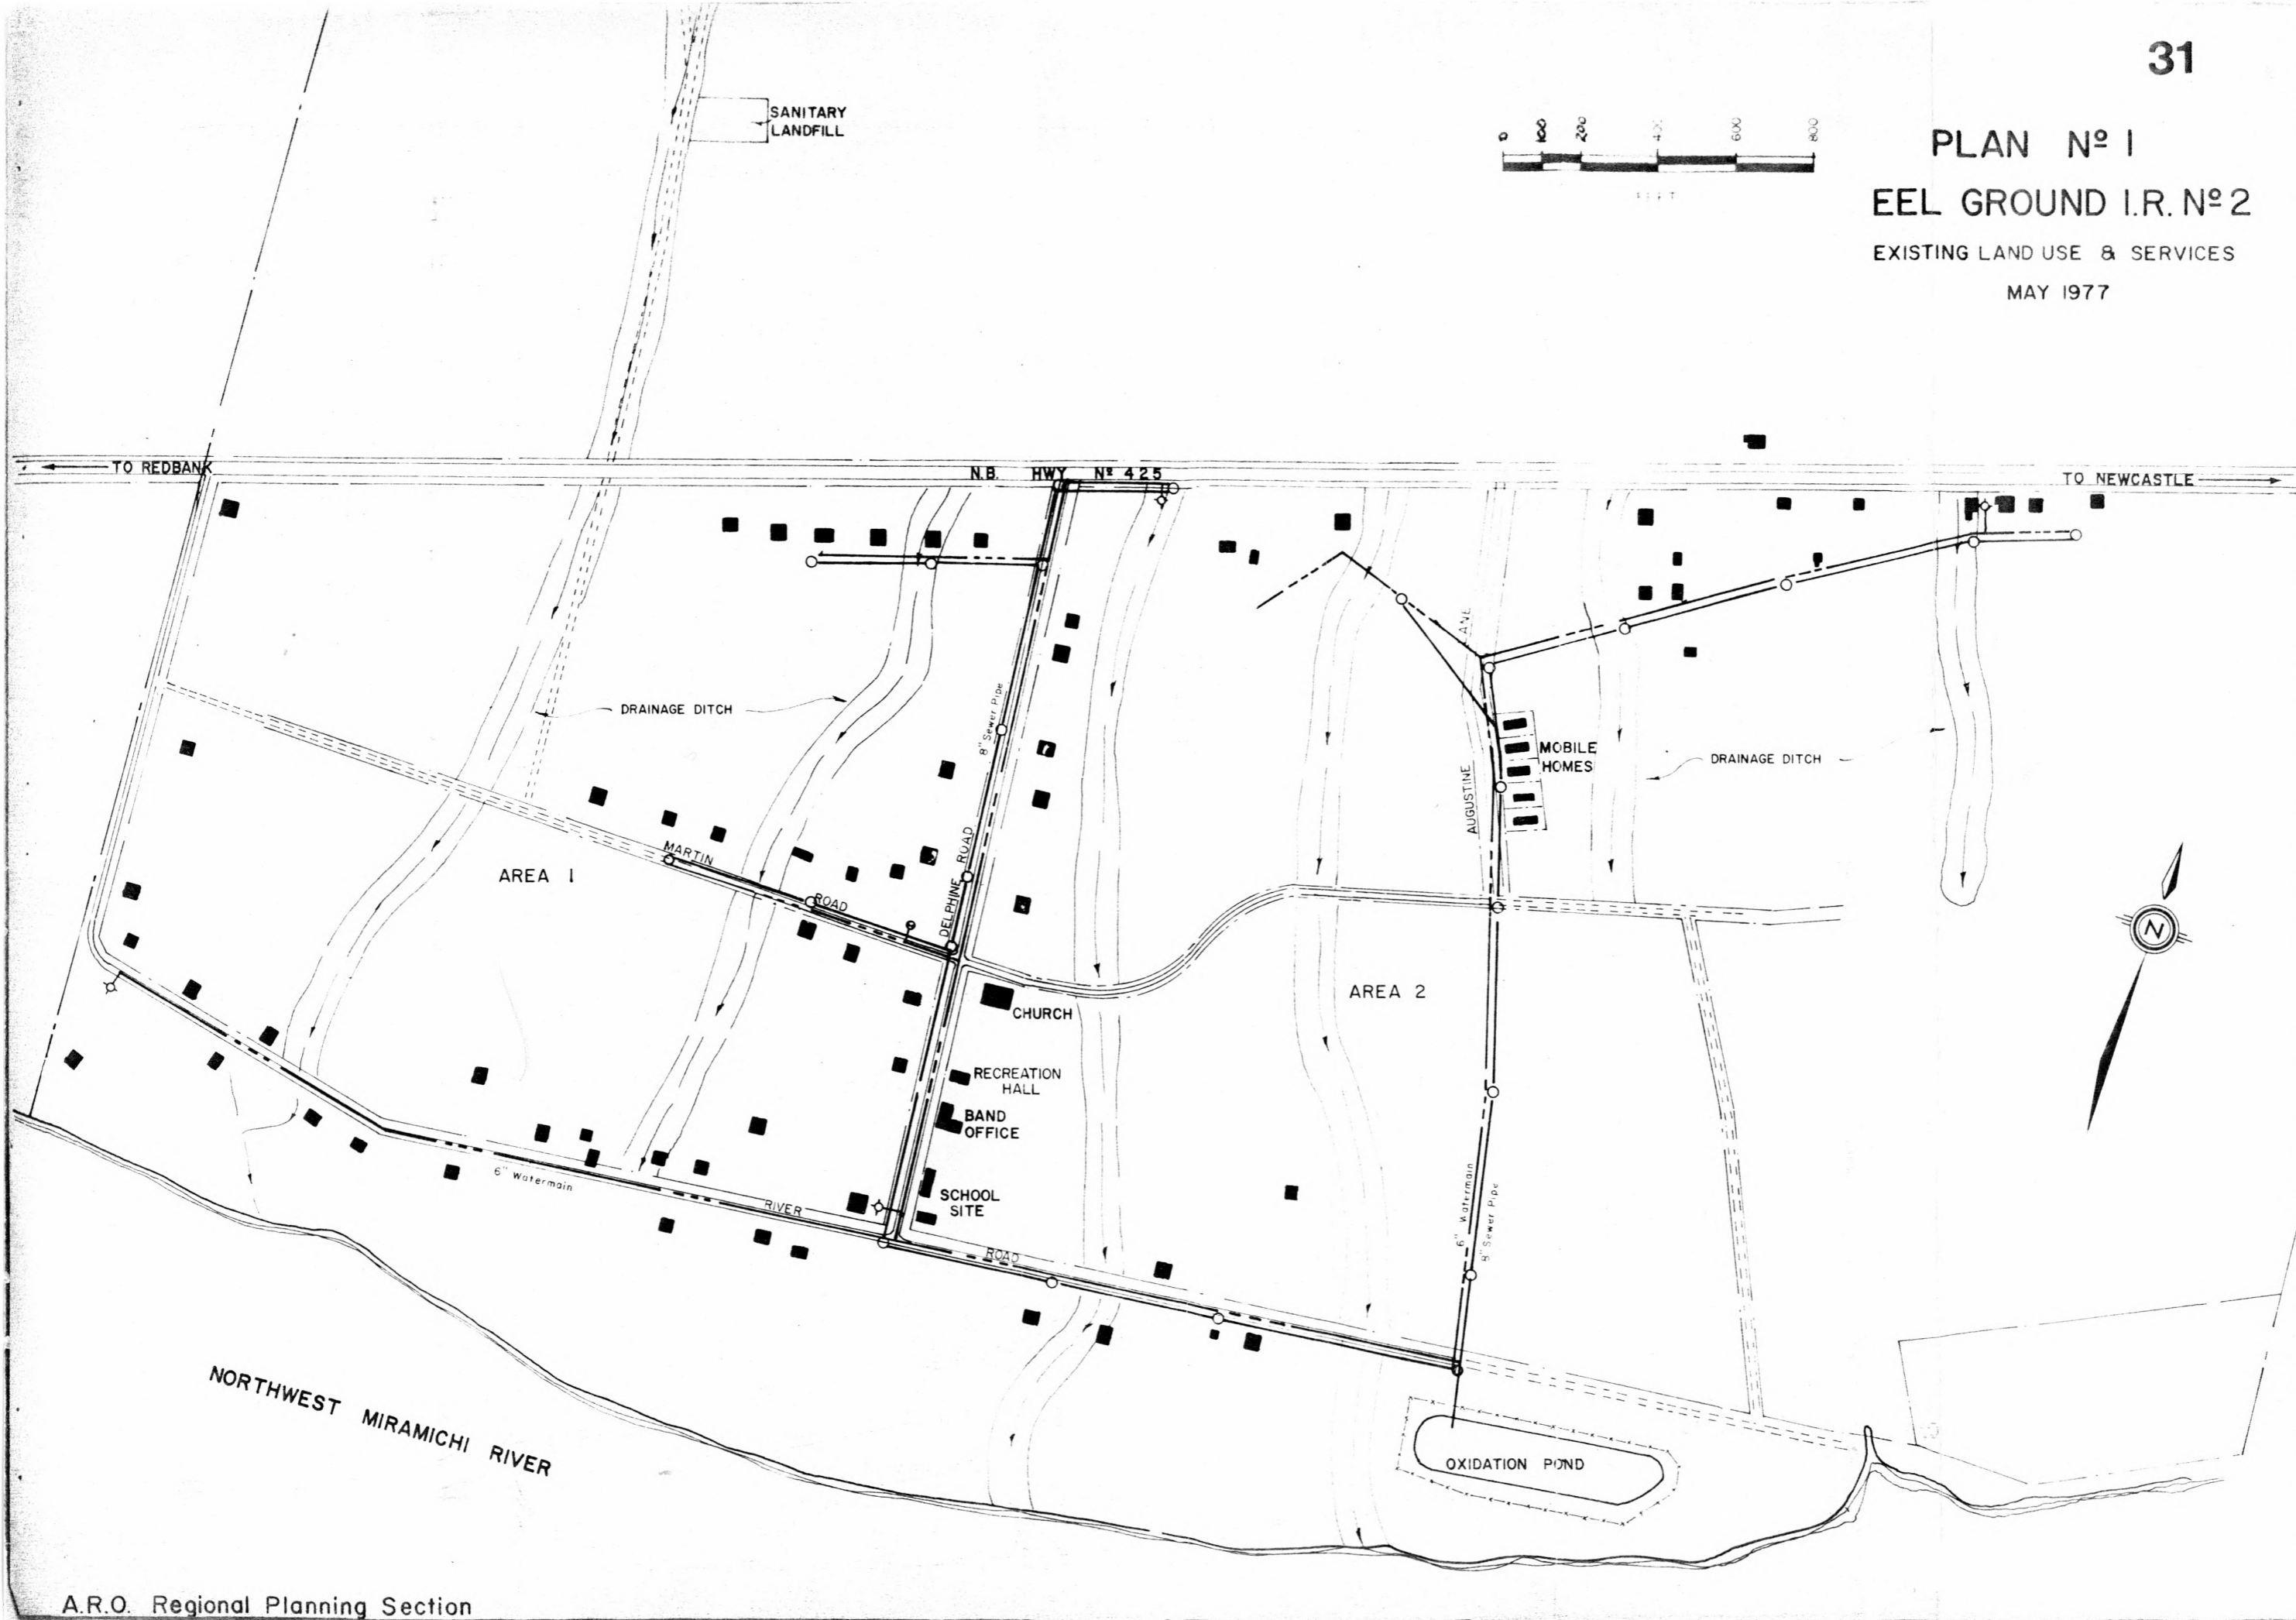 31
PLAN Nº 1
EEL GROUND I.R. Nº 2
EXISTING LAND USE & SERVICES
MAY 1977
0 100 200 400 600 800
FEET
SANITARY
LANDFILL
TO REDBANK
N.B. HWY Nº 425
TO NEWCASTLE
DRAINAGE DITCH
8" Sewer Pipe
LANE
AUGUSTINE
MOBILE
HOMES
DRAINAGE DITCH
MARTIN
ROAD
DELPHINE ROAD
AREA 1
AREA 2
N
CHURCH
RECREATION
HALL
BAND
OFFICE
SCHOOL
SITE
6" Watermain
RIVER
ROAD
6" Watermain
8" Sewer Pipe
OXIDATION POND
NORTHWEST MIRAMICHI RIVER
A.R.O. Regional Planning Section